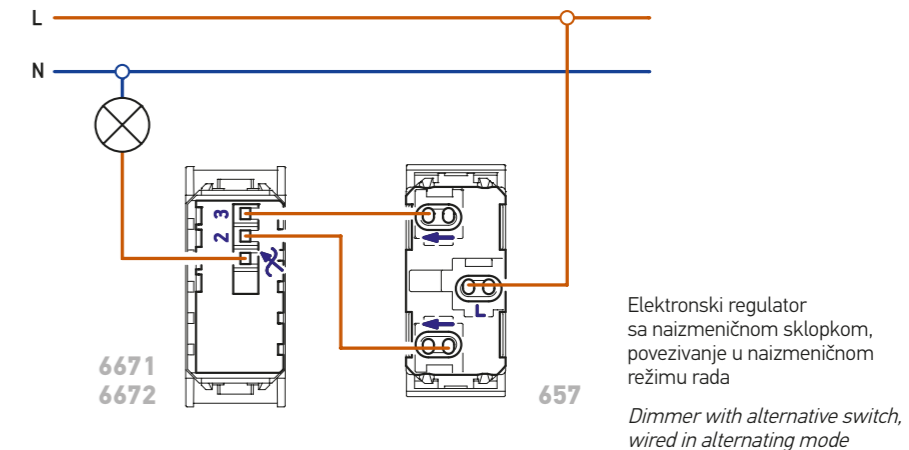 L
N
3
2
L
6671
6672
657
Elektronski regulator
sa naizmeničnom sklopkom,
povezivanje u naizmeničnom
režimu rada
Dimmer with alternative switch,
wired in alternating mode